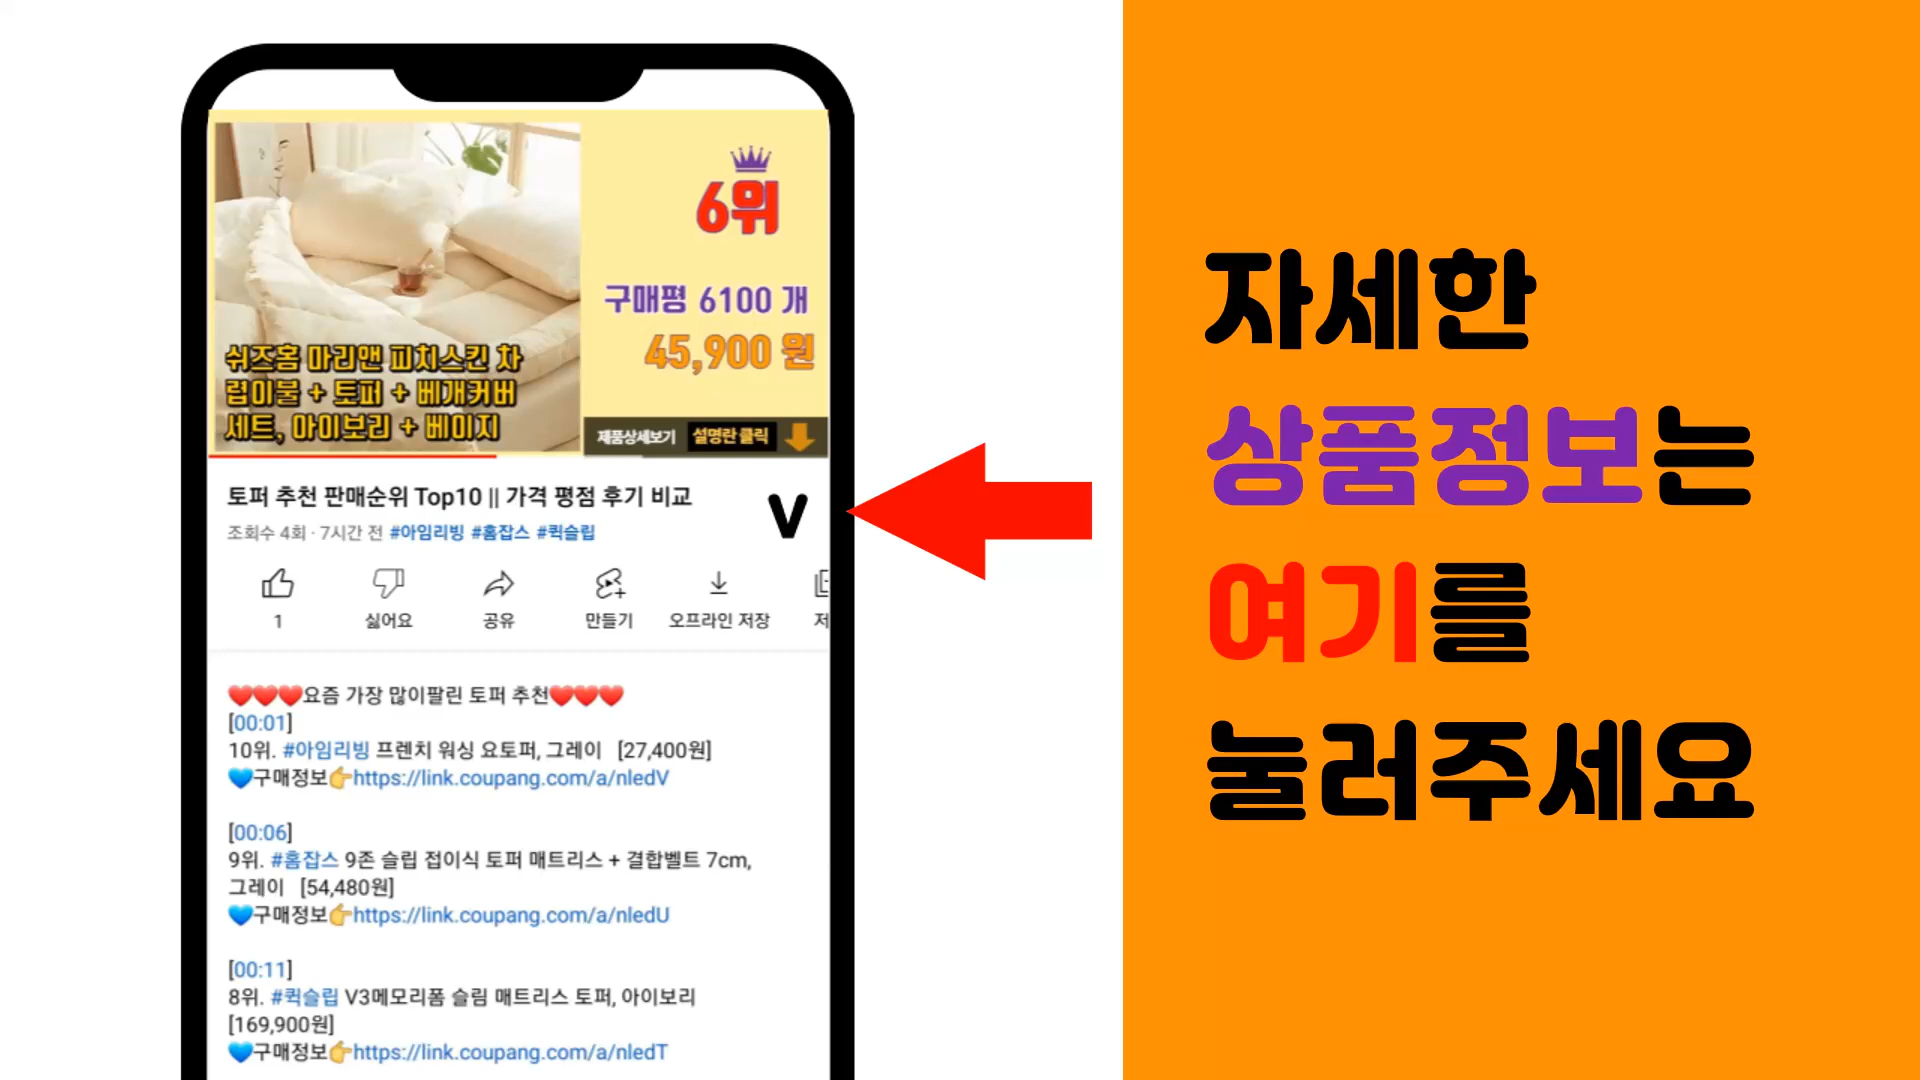 6위
구매평 6100 개
45,900 원
쉬즈홈 마리앤 피치스킨 차
렵이불 + 토퍼 + 베개커버
세트, 아이보리 + 베이지
제품상세보기 설명란 클릭
토퍼 추천 판매순위 Top10 || 가격 평점 후기 비교
V
조회수 4회 · 7시간 전 #아임리빙 #홈잡스 #퀵슬립
1 싫어요 공유 만들기 오프라인 저장 저
❤️❤️❤️요즘 가장 많이팔린 토퍼 추천❤️❤️❤️
[00:01]
10위. #아임리빙 프렌치 워싱 요토퍼, 그레이 [27,400원]
💙구매정보👉https://link.coupang.com/a/nledV
[00:06]
9위. #홈잡스 9존 슬립 접이식 토퍼 매트리스 + 결합벨트 7cm,
그레이 [54,480원]
💙구매정보👉https://link.coupang.com/a/nledU
[00:11]
8위. #퀵슬립 V3메모리폼 슬림 매트리스 토퍼, 아이보리
[169,900원]
💙구매정보👉https://link.coupang.com/a/nledT
자세한
상품정보는
여기를
눌러주세요